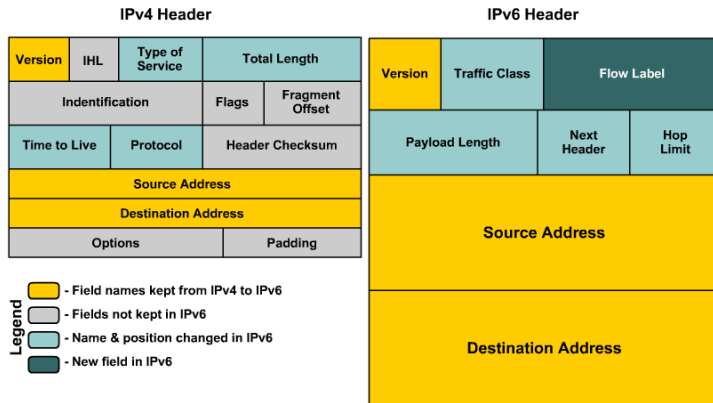 IPv4 Header
Version IHL Type of Service Total Length
Indentification Flags Fragment Offset
Time to Live Protocol Header Checksum
Source Address
Destination Address
Options Padding
Legend
- Field names kept from IPv4 to IPv6
- Fields not kept in IPv6
- Name & position changed in IPv6
- New field in IPv6
IPv6 Header
Version Traffic Class Flow Label
Payload Length Next Header Hop Limit
Source Address
Destination Address